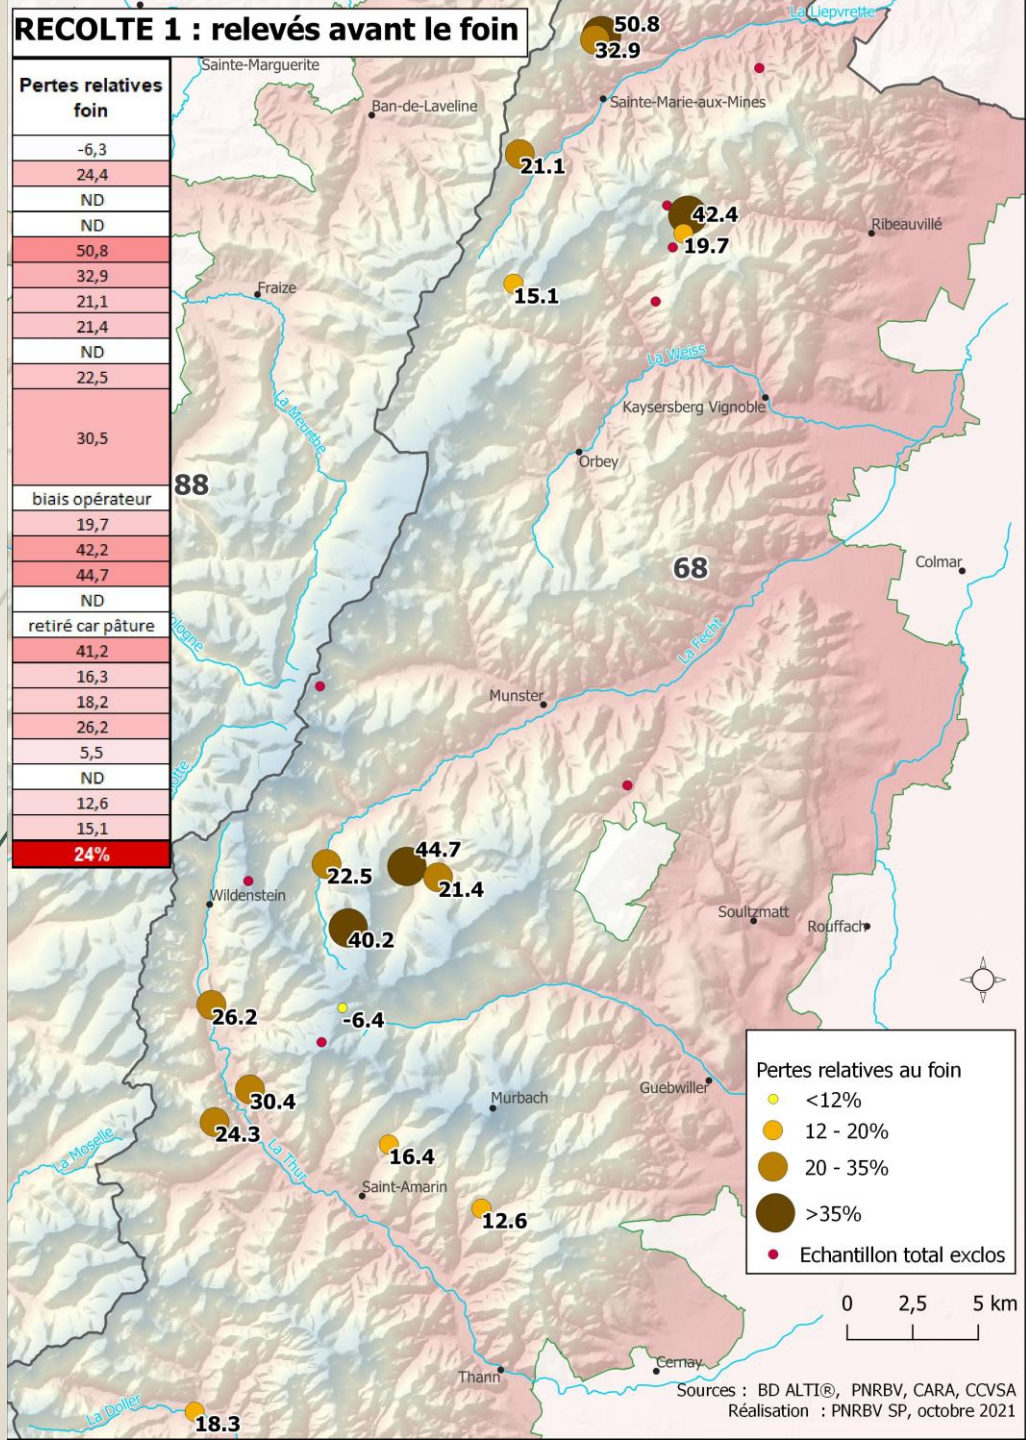 RECOLTE 1 : relevés avant le foin
Pertes relatives
foin
-6,3
24,4
ND
ND
50,8
32,9
21,1
21,4
ND
22,5
30,5
biais opérateur
19,7
42,2
44,7
ND
retiré car pâture
41,2
16,3
18,2
26,2
5,5
ND
12,6
15,1
24%
La Liepvrette
50.8
32.9
Sainte-Marguerite
Ban-de-Laveline
Sainte-Marie-aux-Mines
21.1
42.4
Ribeauvillé
19.7
Fraize
15.1
La Weiss
La Meurthe
Kaysersberg Vignoble
Orbey
88
68
Colmar
La Fecht
Munster
44.7
22.5
21.4
Wildenstein
Soultzmatt
Rouffach
40.2
26.2
-6.4
30.4
Murbach
Guebwiller
24.3
La Moselle
La Thur
16.4
Saint-Amarin
12.6
Pertes relatives au foin
<12%
12 - 20%
20 - 35%
>35%
Echantillon total exclos
0 2,5 5 km
Thann
Cernay
La Doller
18.3
Sources : BD ALTI®, PNRBV, CARA, CCVSA
Réalisation : PNRBV SP, octobre 2021